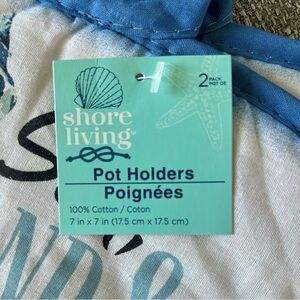 2 PACK
PQT DE
shore
living™
Pot Holders
Poignées
100% Cotton / Coton
7 in x 7 in (17.5 cm x 17.5 cm)